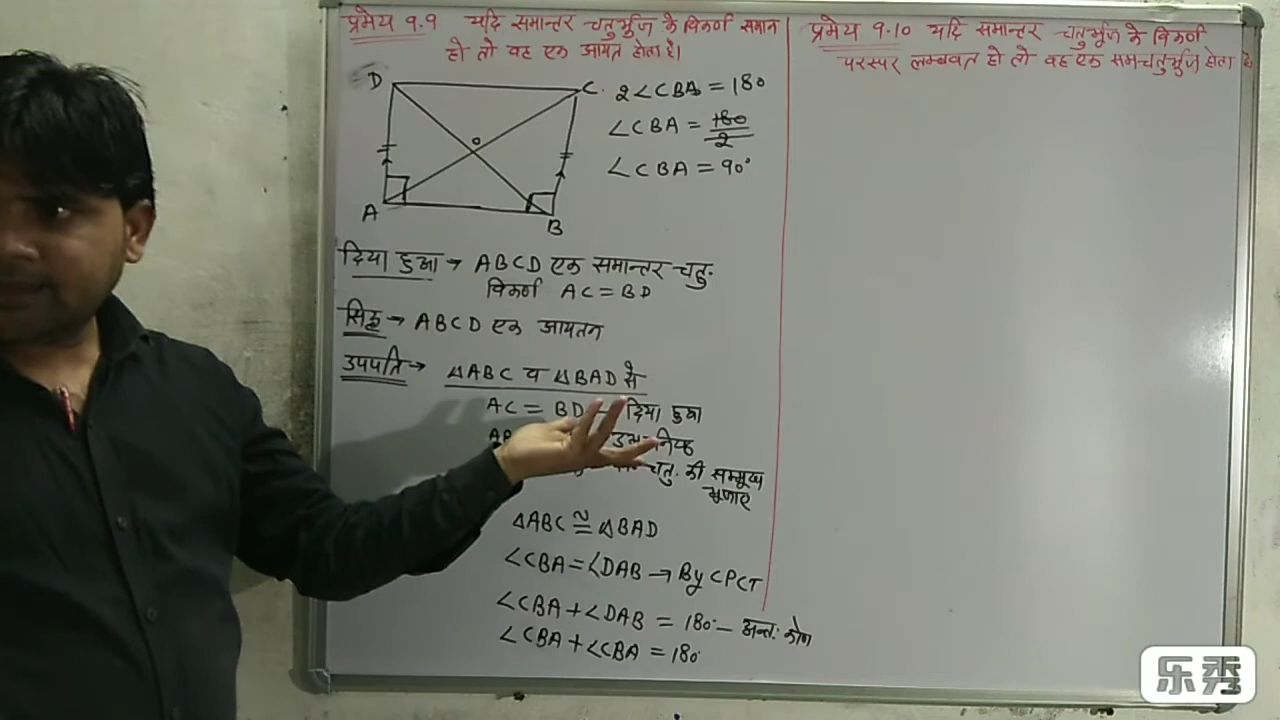 प्रमेय 9.9 यदि समान्तर चतुर्भुज के विकर्ण समान
हो तो वह एक आयत होता है।
D
C
O
A
B
2∠CBA = 180
∠CBA = 180/2
∠CBA = 90°
दिया हुआ → ABCD एक समान्तर चतु.
विकर्ण AC = BD
सिद्ध → ABCD एक आयतन
उपपति → ΔABC व ΔBAD से
AC = BD – दिया हुआ
चतु. की सम्मुख
भुजाए
ΔABC ≅ ΔBAD
∠CBA = ∠DAB → By CPCT
∠CBA + ∠DAB = 180° – अन्त: कोण
∠CBA + ∠CBA = 180°
प्रमेय 9.10 यदि समान्तर चतुर्भुज के विकर्ण
परस्पर लम्बवत हो तो वह एक समचतुर्भुज होता है
乐秀